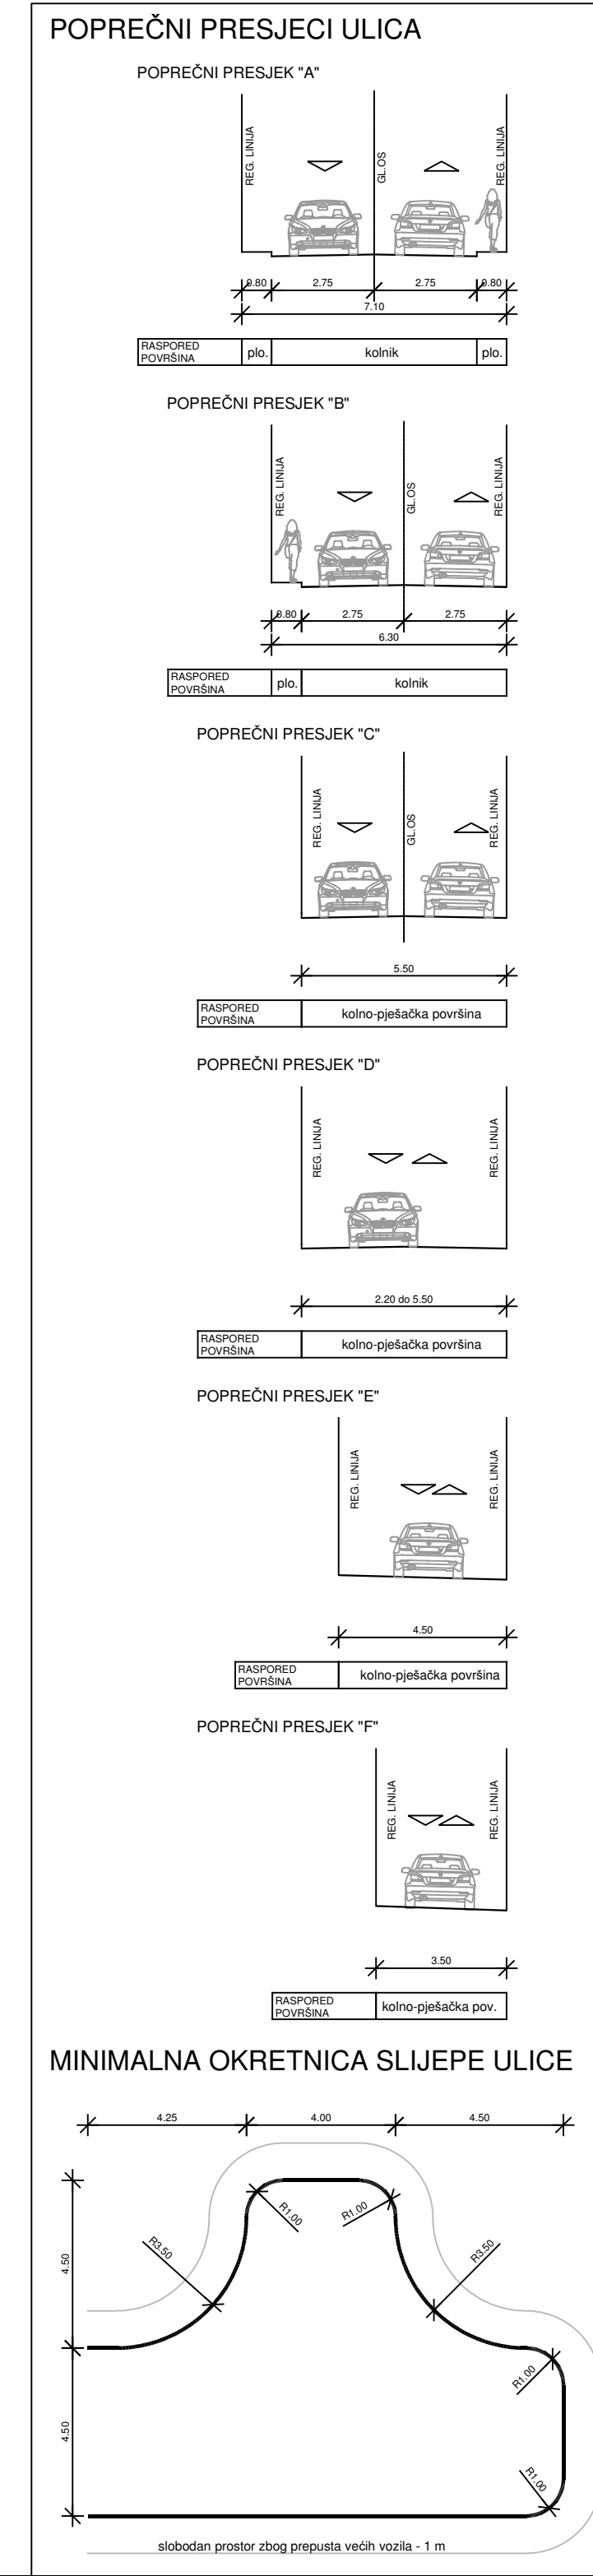 POPREČNI PRESJECI ULICA
POPREČNI PRESJEK "A"
REG. LINIJA
GL.OS
REG. LINIJA
0.80
2.75
2.75
0.80
7.10
RASPORED
POVRŠINA
plo.
kolnik
plo.
POPREČNI PRESJEK "B"
REG. LINIJA
GL.OS
REG. LINIJA
0.80
2.75
2.75
6.30
RASPORED
POVRŠINA
plo.
kolnik
POPREČNI PRESJEK "C"
REG. LINIJA
GL.OS
REG. LINIJA
5.50
RASPORED
POVRŠINA
kolno-pješačka površina
POPREČNI PRESJEK "D"
REG. LINIJA
REG. LINIJA
2.20 do 5.50
RASPORED
POVRŠINA
kolno-pješačka površina
POPREČNI PRESJEK "E"
REG. LINIJA
REG. LINIJA
4.50
RASPORED
POVRŠINA
kolno-pješačka površina
POPREČNI PRESJEK "F"
REG. LINIJA
REG. LINIJA
3.50
RASPORED
POVRŠINA
kolno-pješačka pov.
MINIMALNA OKRETNICA SLIJEPE ULICE
4.25
4.00
4.50
R1.00
R1.00
R3.50
R3.50
4.50
R1.00
4.50
R1.00
slobodan prostor zbog prepusta većih vozila - 1 m